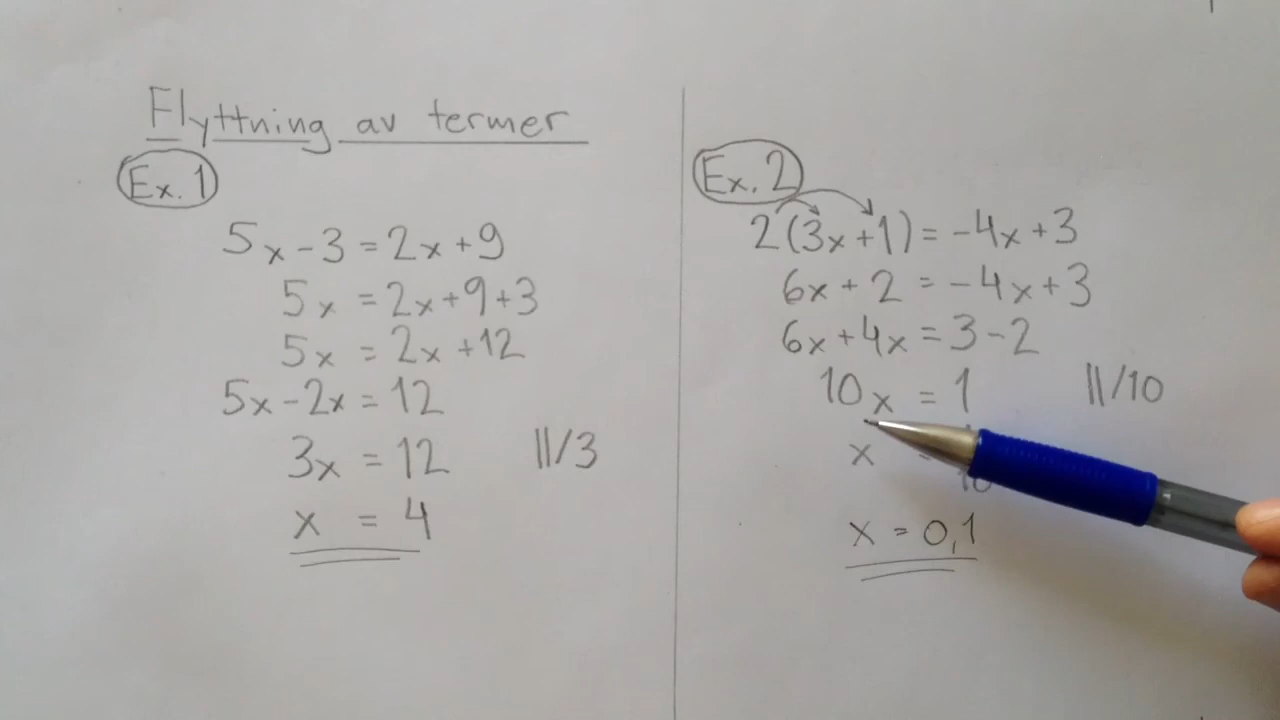 Flyttning av termer
Ex. 1
5x-3 = 2x+9
5x = 2x+9+3
5x = 2x+12
5x-2x = 12
3x = 12 ||/3
x = 4
Ex. 2
2(3x+1) = -4x+3
6x+2 = -4x+3
6x+4x = 3-2
10x = 1 ||/10
x =
10
x = 0,1